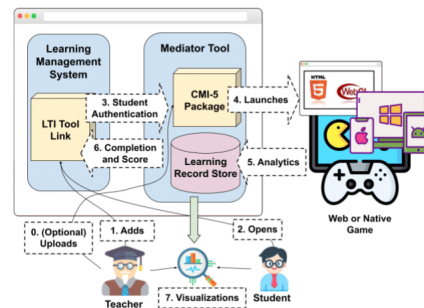 Learning
Management
System
Mediator Tool
LTI Tool
Link
3. Student
Authentication
CMI-5
Package
4. Launches
HTML
5
WebGL
6. Completion
and Score
Learning
Record Store
5. Analytics
Web or Native
Game
0. (Optional)
Uploads
1. Adds
2. Opens
Teacher
7. Visualizations
Student